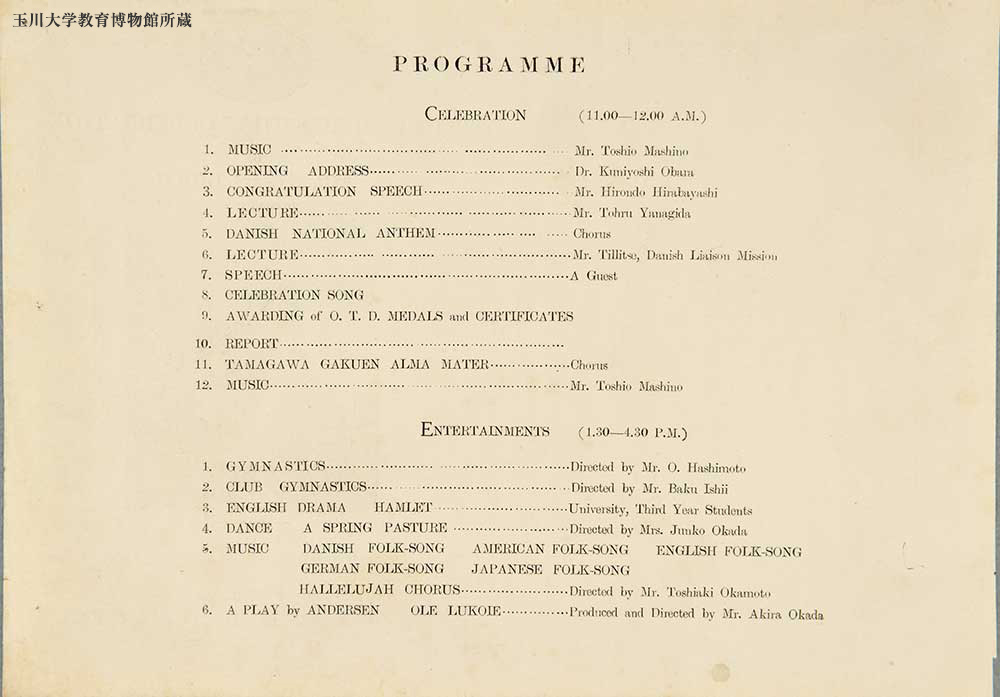 玉川大学教育博物館所蔵
PROGRAMME
CELEBRATION (11.00—12.00 A.M.)
1. MUSIC Mr. Toshio Mashino
2. OPENING ADDRESS Dr. Kuniyoshi Obara
3. CONGRATULATION SPEECH Mr. Hirondo Hirabayashi
4. LECTURE Mr. Tohru Yanagida
5. DANISH NATIONAL ANTHEM Chorus
6. LECTURE Mr. Tillitse, Danish Liaison Mission
7. SPEECH A Guest
8. CELEBRATION SONG
9. AWARDING of O. T. D. MEDALS and CERTIFICATES
10. REPORT
11. TAMAGAWA GAKUEN ALMA MATER Chorus
12. MUSIC Mr. Toshio Mashino
ENTERTAINMENTS (1.30—4.30 P.M.)
1. GYMNASTICS Directed by Mr. O. Hashimoto
2. CLUB GYMNASTICS Directed by Mr. Baku Ishii
3. ENGLISH DRAMA HAMLET University, Third Year Students
4. DANCE A SPRING PASTURE Directed by Mrs. Junko Okada
5. MUSIC DANISH FOLK-SONG AMERICAN FOLK-SONG ENGLISH FOLK-SONG
GERMAN FOLK-SONG JAPANESE FOLK-SONG
HALLELUJAH CHORUS Directed by Mr. Toshiaki Okamoto
6. A PLAY by ANDERSEN OLE LUKOIE Produced and Directed by Mr. Akira Okada